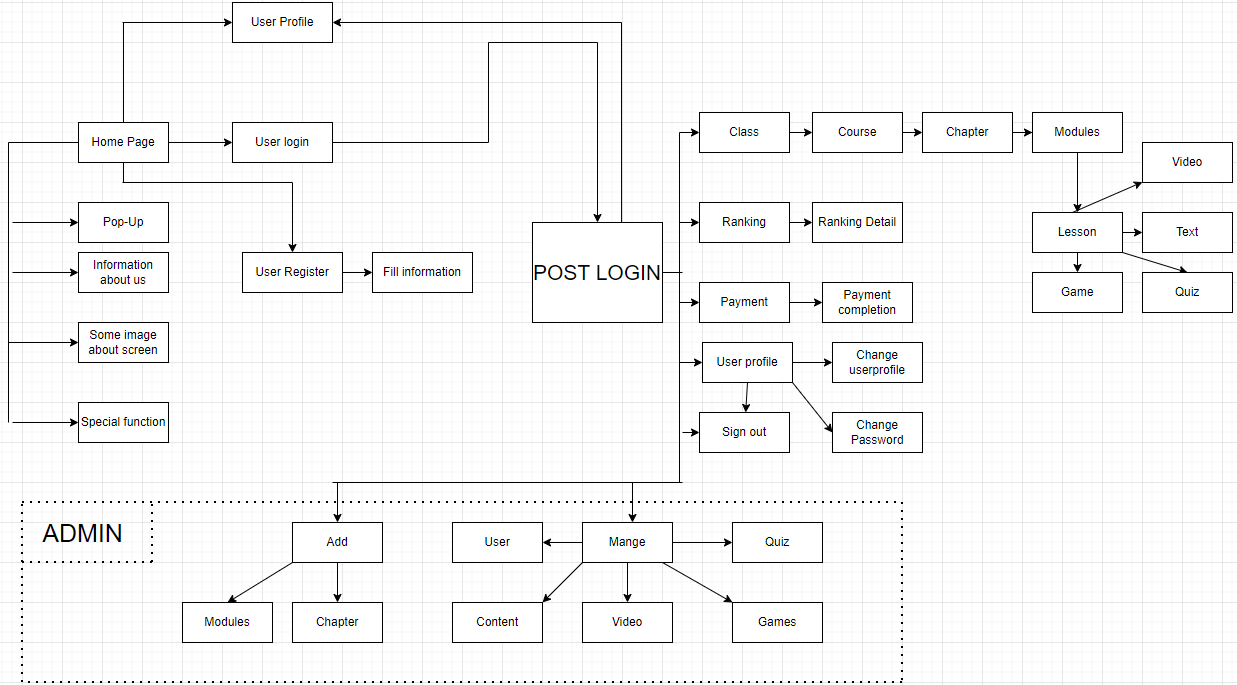 User Profile
Home Page
User login
Class
Course
Chapter
Modules
Video
Pop-Up
Ranking
Ranking Detail
Lesson
Text
Information
about us
User Register
Fill information
POST LOGIN
Payment
Payment
completion
Game
Quiz
Some image
about screen
User profile
Change
userprofile
Special function
Sign out
Change
Password
ADMIN
Add
User
Mange
Quiz
Modules
Chapter
Content
Video
Games